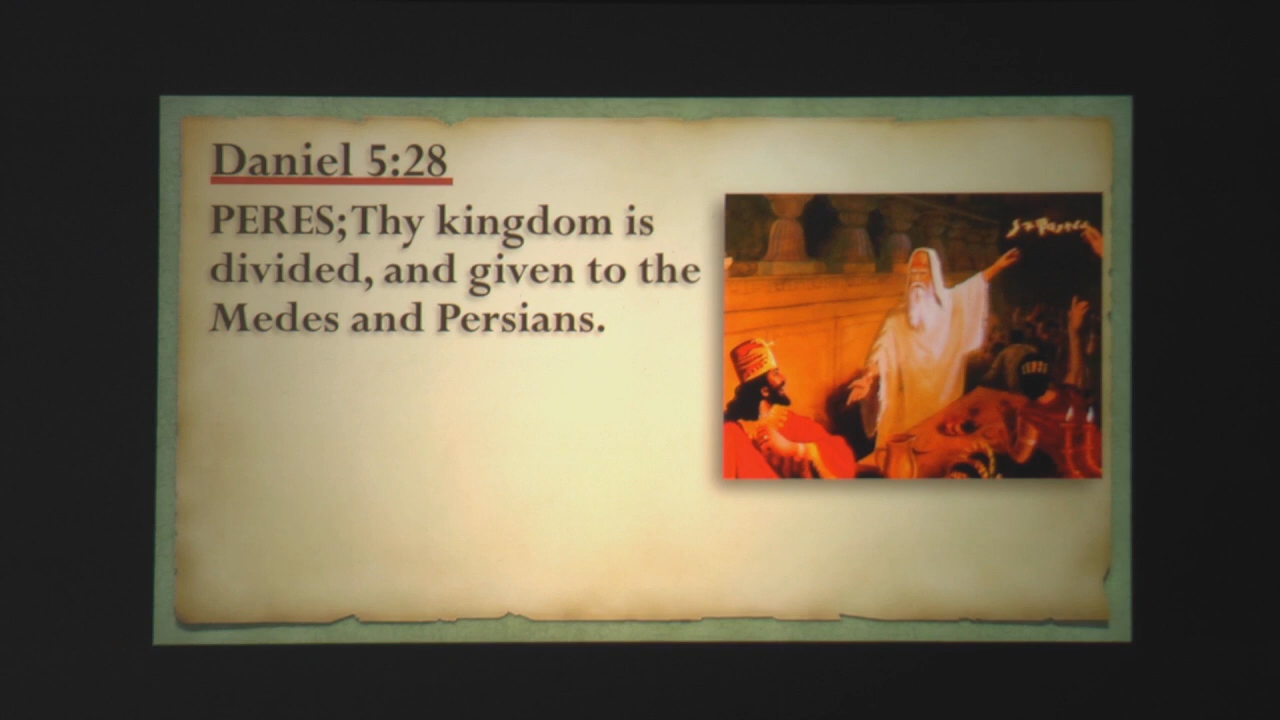 Daniel 5:28
PERES; Thy kingdom is
divided, and given to the
Medes and Persians.